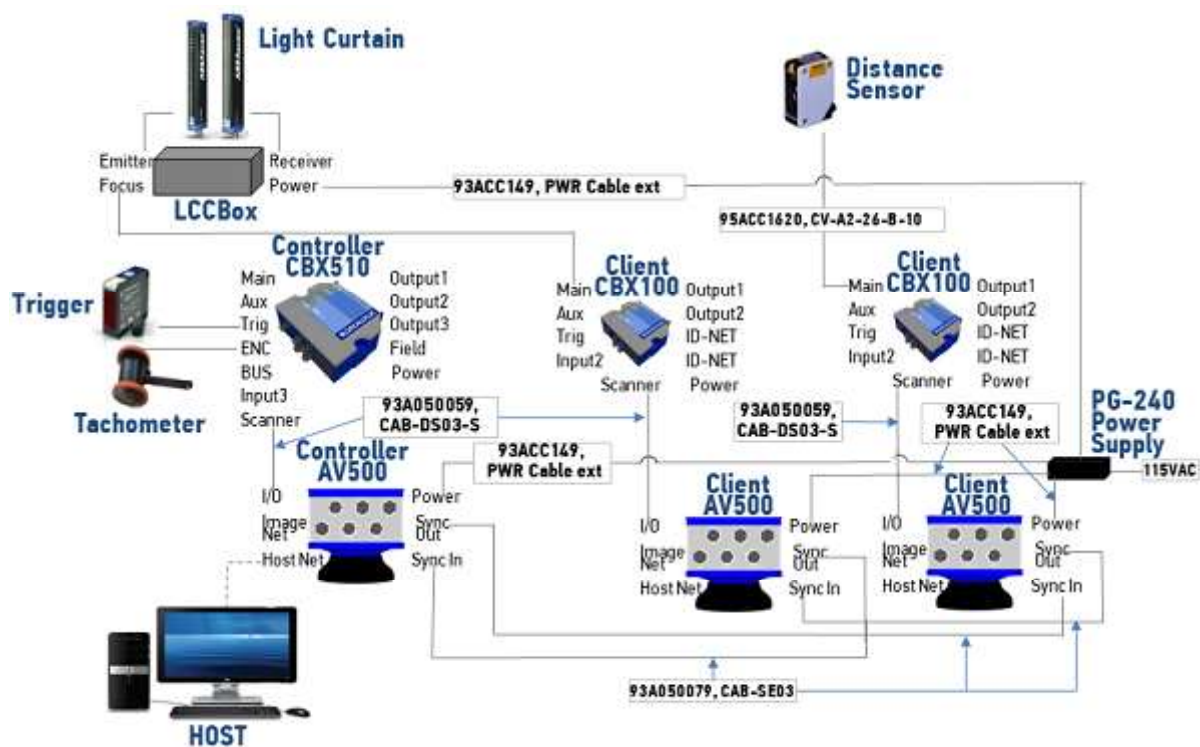 Light Curtain
Distance
Sensor
Emitter
Receiver
Focus
Power
LCCBox
93ACC149, PWR Cable ext
95ACC1620, CV-A2-26-B-10
Controller
CBX510
Main
Aux
Trig
ENC
BUS
Input3
Scanner
Output1
Output2
Output3
Field
Power
Trigger
Tachometer
Client
CBX100
Main
Aux
Trig
Input2
Scanner
Output1
Output2
ID-NET
ID-NET
Power
Client
CBX100
Main
Aux
Trig
Input2
Scanner
Output1
Output2
ID-NET
ID-NET
Power
93A050059,
CAB-DS03-S
93A050059,
CAB-DS03-S
93ACC149,
PWR Cable ext
93ACC149,
PWR Cable ext
PG-240
Power
Supply
115VAC
Controller
AV500
I/O
Image
Net
Host Net
Power
Sync
Out
Sync In
Client
AV500
I/O
Image
Net
Host Net
Power
Sync
Out
Sync In
Client
AV500
I/O
Image
Net
Host Net
Power
Sync
Out
Sync In
93A050079, CAB-SE03
HOST